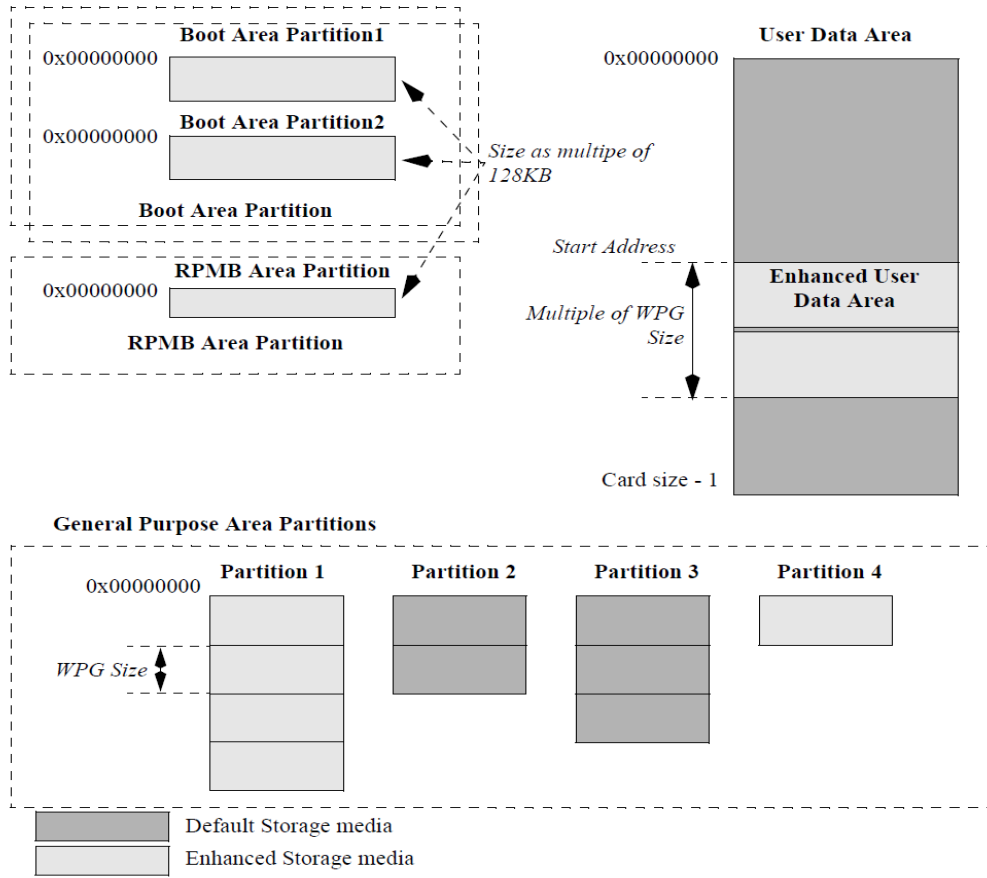 Boot Area Partition1
0x00000000
Boot Area Partition2
0x00000000
Size as multipe of
128KB
Boot Area Partition
RPMB Area Partition
0x00000000
RPMB Area Partition
User Data Area
0x00000000
Start Address
Enhanced User
Data Area
Multiple of WPG
Size
Card size - 1
General Purpose Area Partitions
0x00000000
Partition 1
Partition 2
Partition 3
Partition 4
WPG Size
Default Storage media
Enhanced Storage media